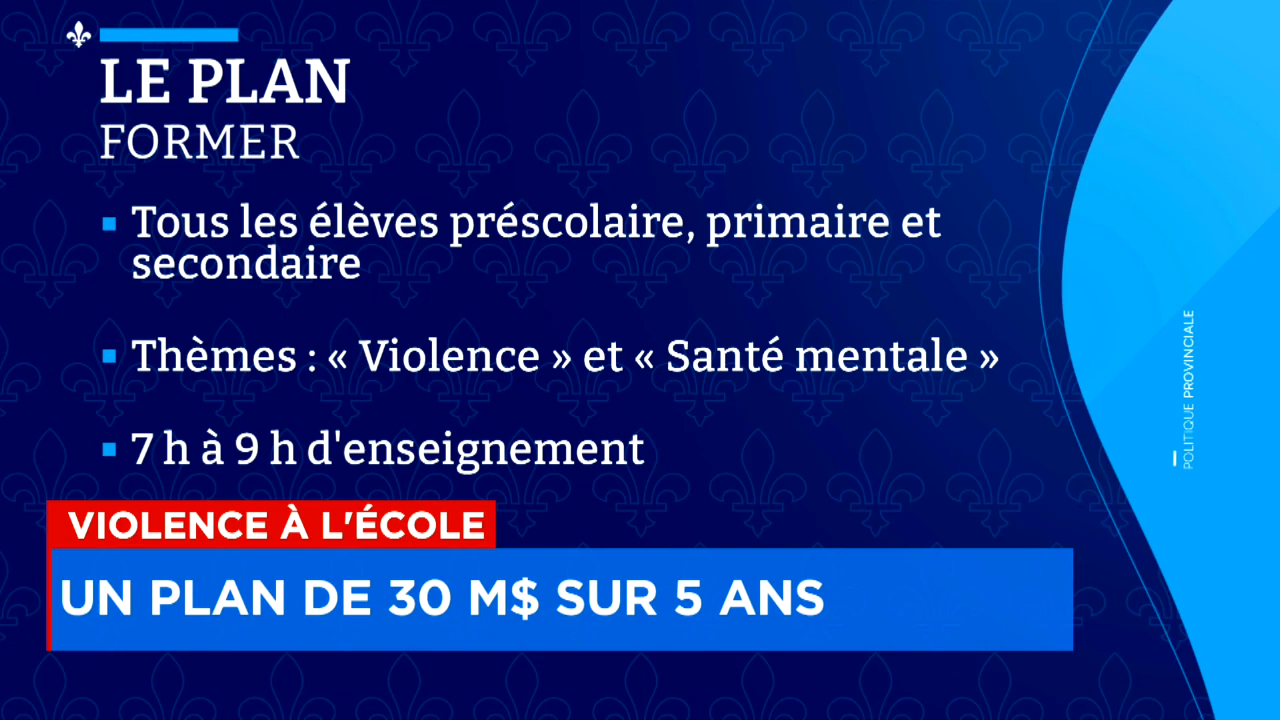 LE PLAN
FORMER
Tous les élèves préscolaire, primaire et
secondaire
Thèmes : « Violence » et « Santé mentale »
7 h à 9 h d'enseignement
VIOLENCE À L'ÉCOLE
UN PLAN DE 30 M$ SUR 5 ANS
POLITIQUE PROVINCIALE